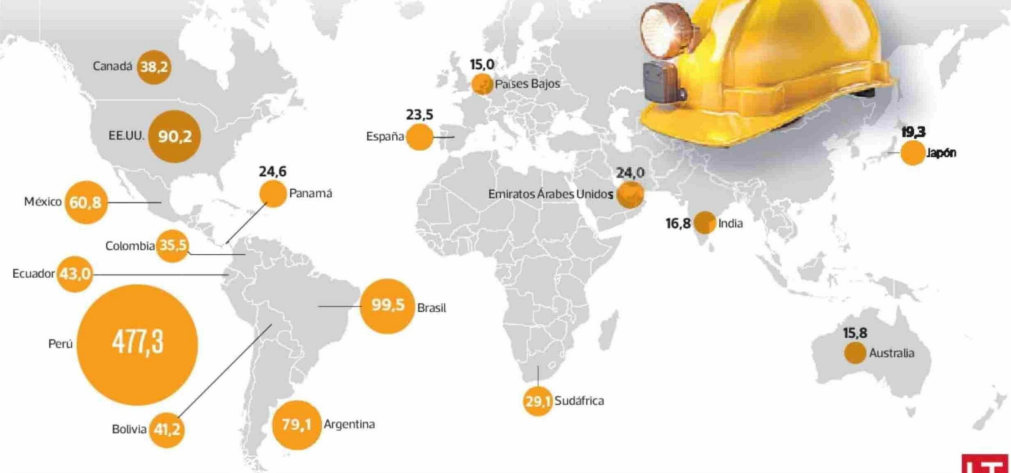 Canadá 38,2
15,0
Países Bajos
EE.UU. 90,2
23,5
España
19,3
Japón
24,6
Panamá
24,0
Emiratos Árabes Unidos
México 60,8
16,8 India
Colombia 35,5
Ecuador 43,0
99,5 Brasil
Perú 477,3
15,8
Australia
29,1 Sudáfrica
Bolivia 41,2
79,1 Argentina
LT